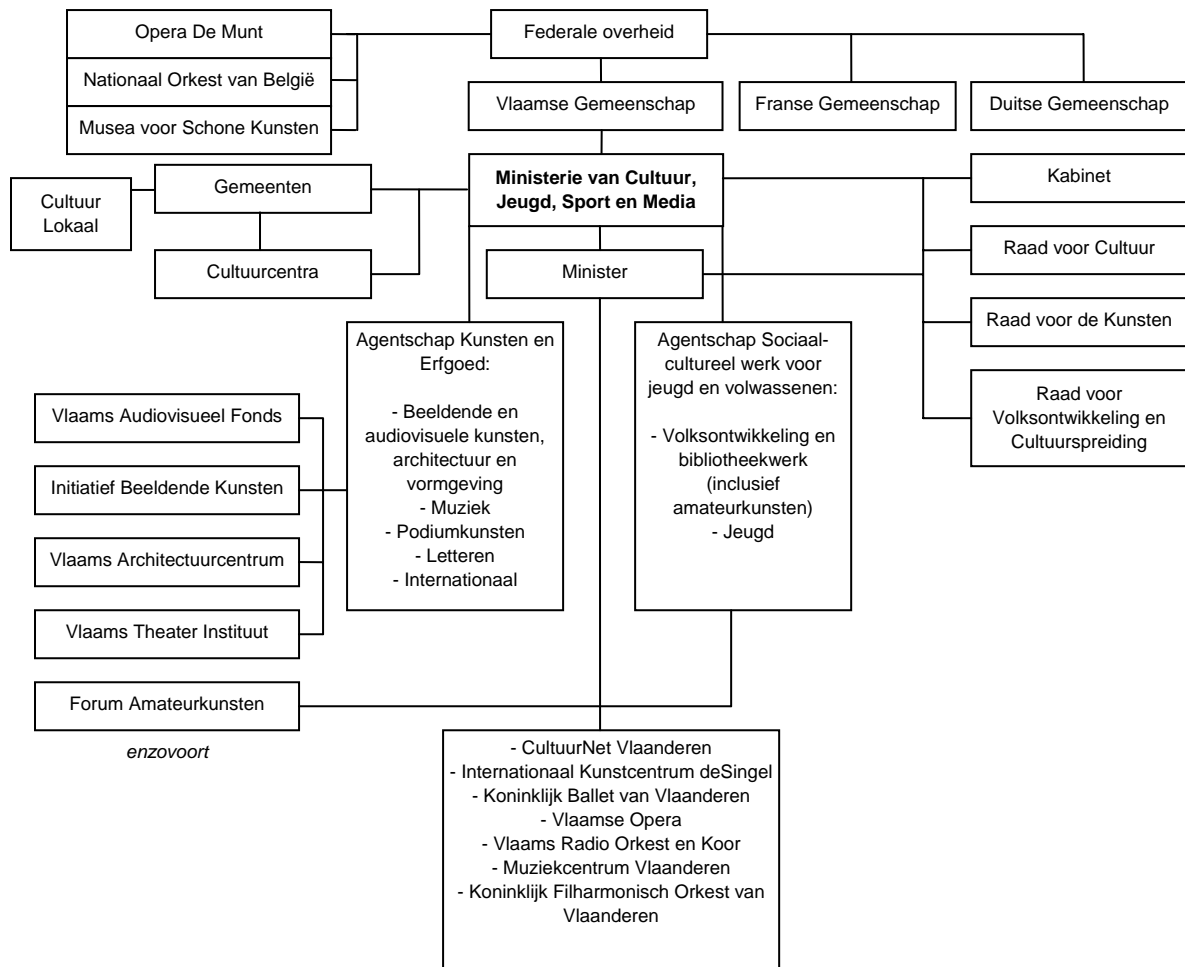 Opera De Munt
Federale overheid
Nationaal Orkest van België
Vlaamse Gemeenschap
Franse Gemeenschap
Duitse Gemeenschap
Musea voor Schone Kunsten
Cultuur
Lokaal
Gemeenten
Ministerie van Cultuur,
Jeugd, Sport en Media
Kabinet
Cultuurcentra
Minister
Raad voor Cultuur
Raad voor de Kunsten
Raad voor
Volksontwikkeling en
Cultuurspreiding
Agentschap Kunsten en
Erfgoed:
- Beeldende en
audiovisuele kunsten,
architectuur en
vormgeving
- Muziek
- Podiumkunsten
- Letteren
- Internationaal
Agentschap Sociaal-
cultureel werk voor
jeugd en volwassenen:
- Volksontwikkeling en
bibliotheekwerk
(inclusief
amateurkunsten)
- Jeugd
Vlaams Audiovisueel Fonds
Initiatief Beeldende Kunsten
Vlaams Architectuurcentrum
Vlaams Theater Instituut
Forum Amateurkunsten
enzovoort
- CultuurNet Vlaanderen
- Internationaal Kunstcentrum deSingel
- Koninklijk Ballet van Vlaanderen
- Vlaamse Opera
- Vlaams Radio Orkest en Koor
- Muziekcentrum Vlaanderen
- Koninklijk Filharmonisch Orkest van
Vlaanderen